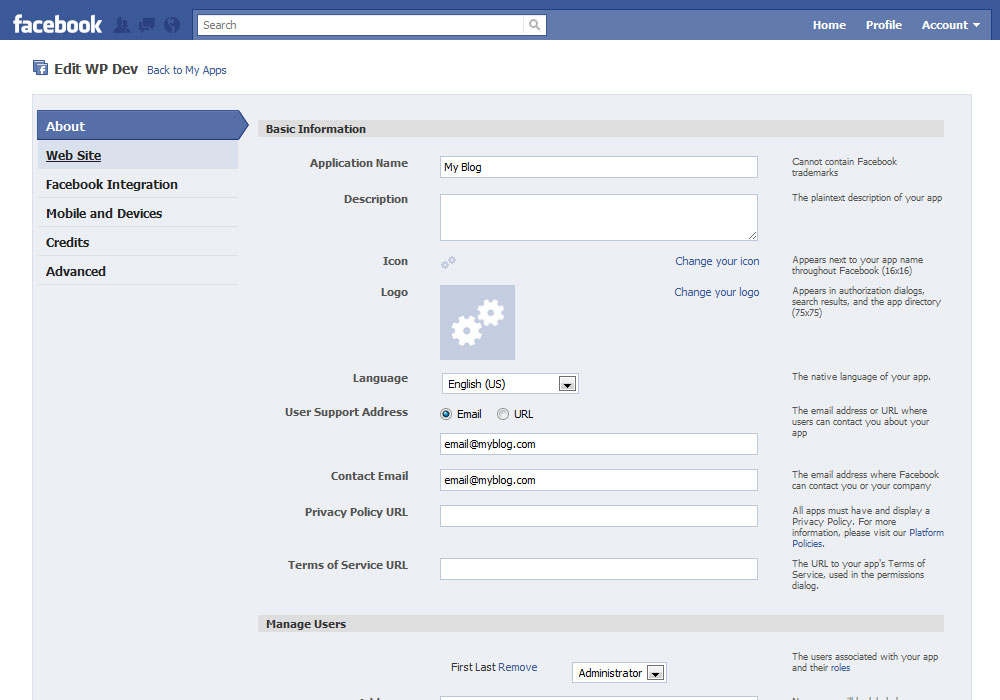 facebook
Search
Home Profile Account
Edit WP Dev Back to My Apps
About
Web Site
Facebook Integration
Mobile and Devices
Credits
Advanced
Basic Information
Application Name My Blog
Cannot contain Facebook
trademarks
Description
The plaintext description of your app
Icon Change your icon
Appears next to your app name
throughout Facebook (16x16)
Logo Change your logo
Appears in authorization dialogs,
search results, and the app directory
(75x75)
Language English (US)
The native language of your app.
User Support Address Email URL
email@myblog.com
The email address or URL where
users can contact you about your
app
Contact Email email@myblog.com
The email address where Facebook
can contact you or your company
Privacy Policy URL
All apps must have and display a
Privacy Policy. For more
information, please visit our Platform
Policies.
Terms of Service URL
The URL to your app's Terms of
Service, used in the permissions
dialog.
Manage Users
First Last Remove Administrator
The users associated with your app
and their roles